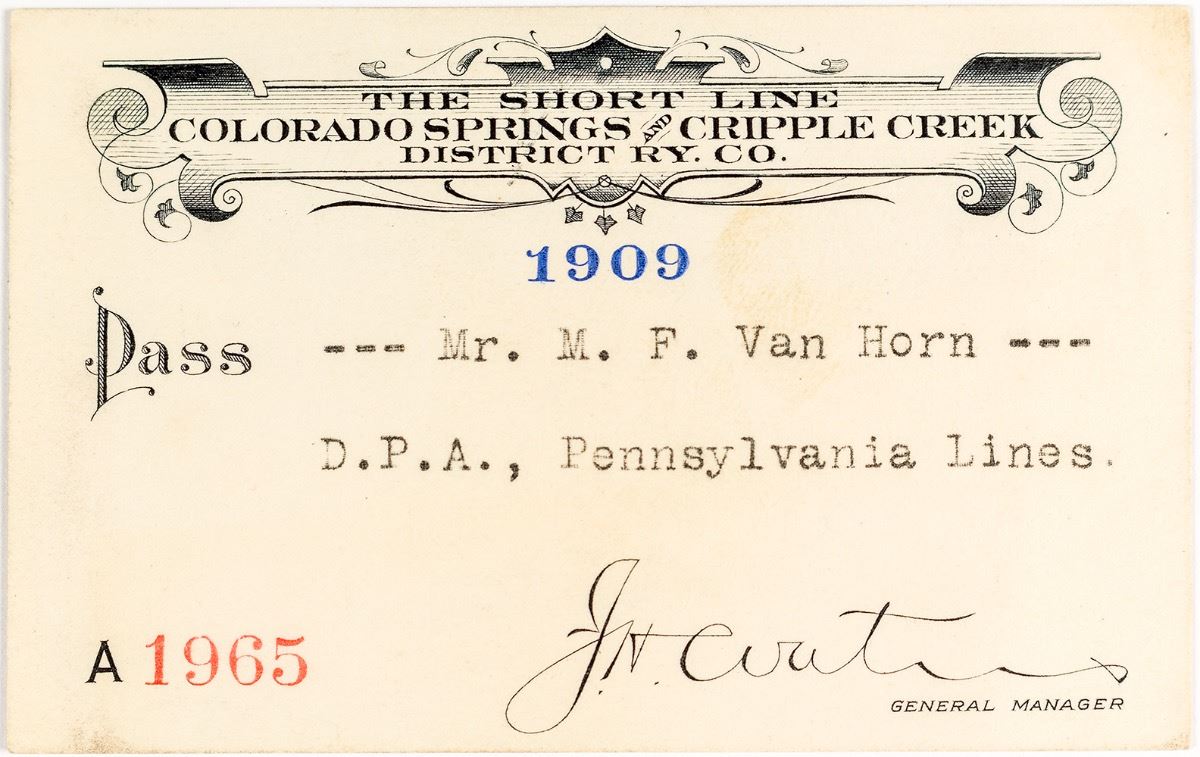 THE SHORT LINE
COLORADO SPRINGS AND CRIPPLE CREEK
DISTRICT RY. CO.
1909
Pass --- Mr. M. F. Van Horn ---
D.P.A., Pennsylvania Lines.
A 1965
J. H. Waters
GENERAL MANAGER